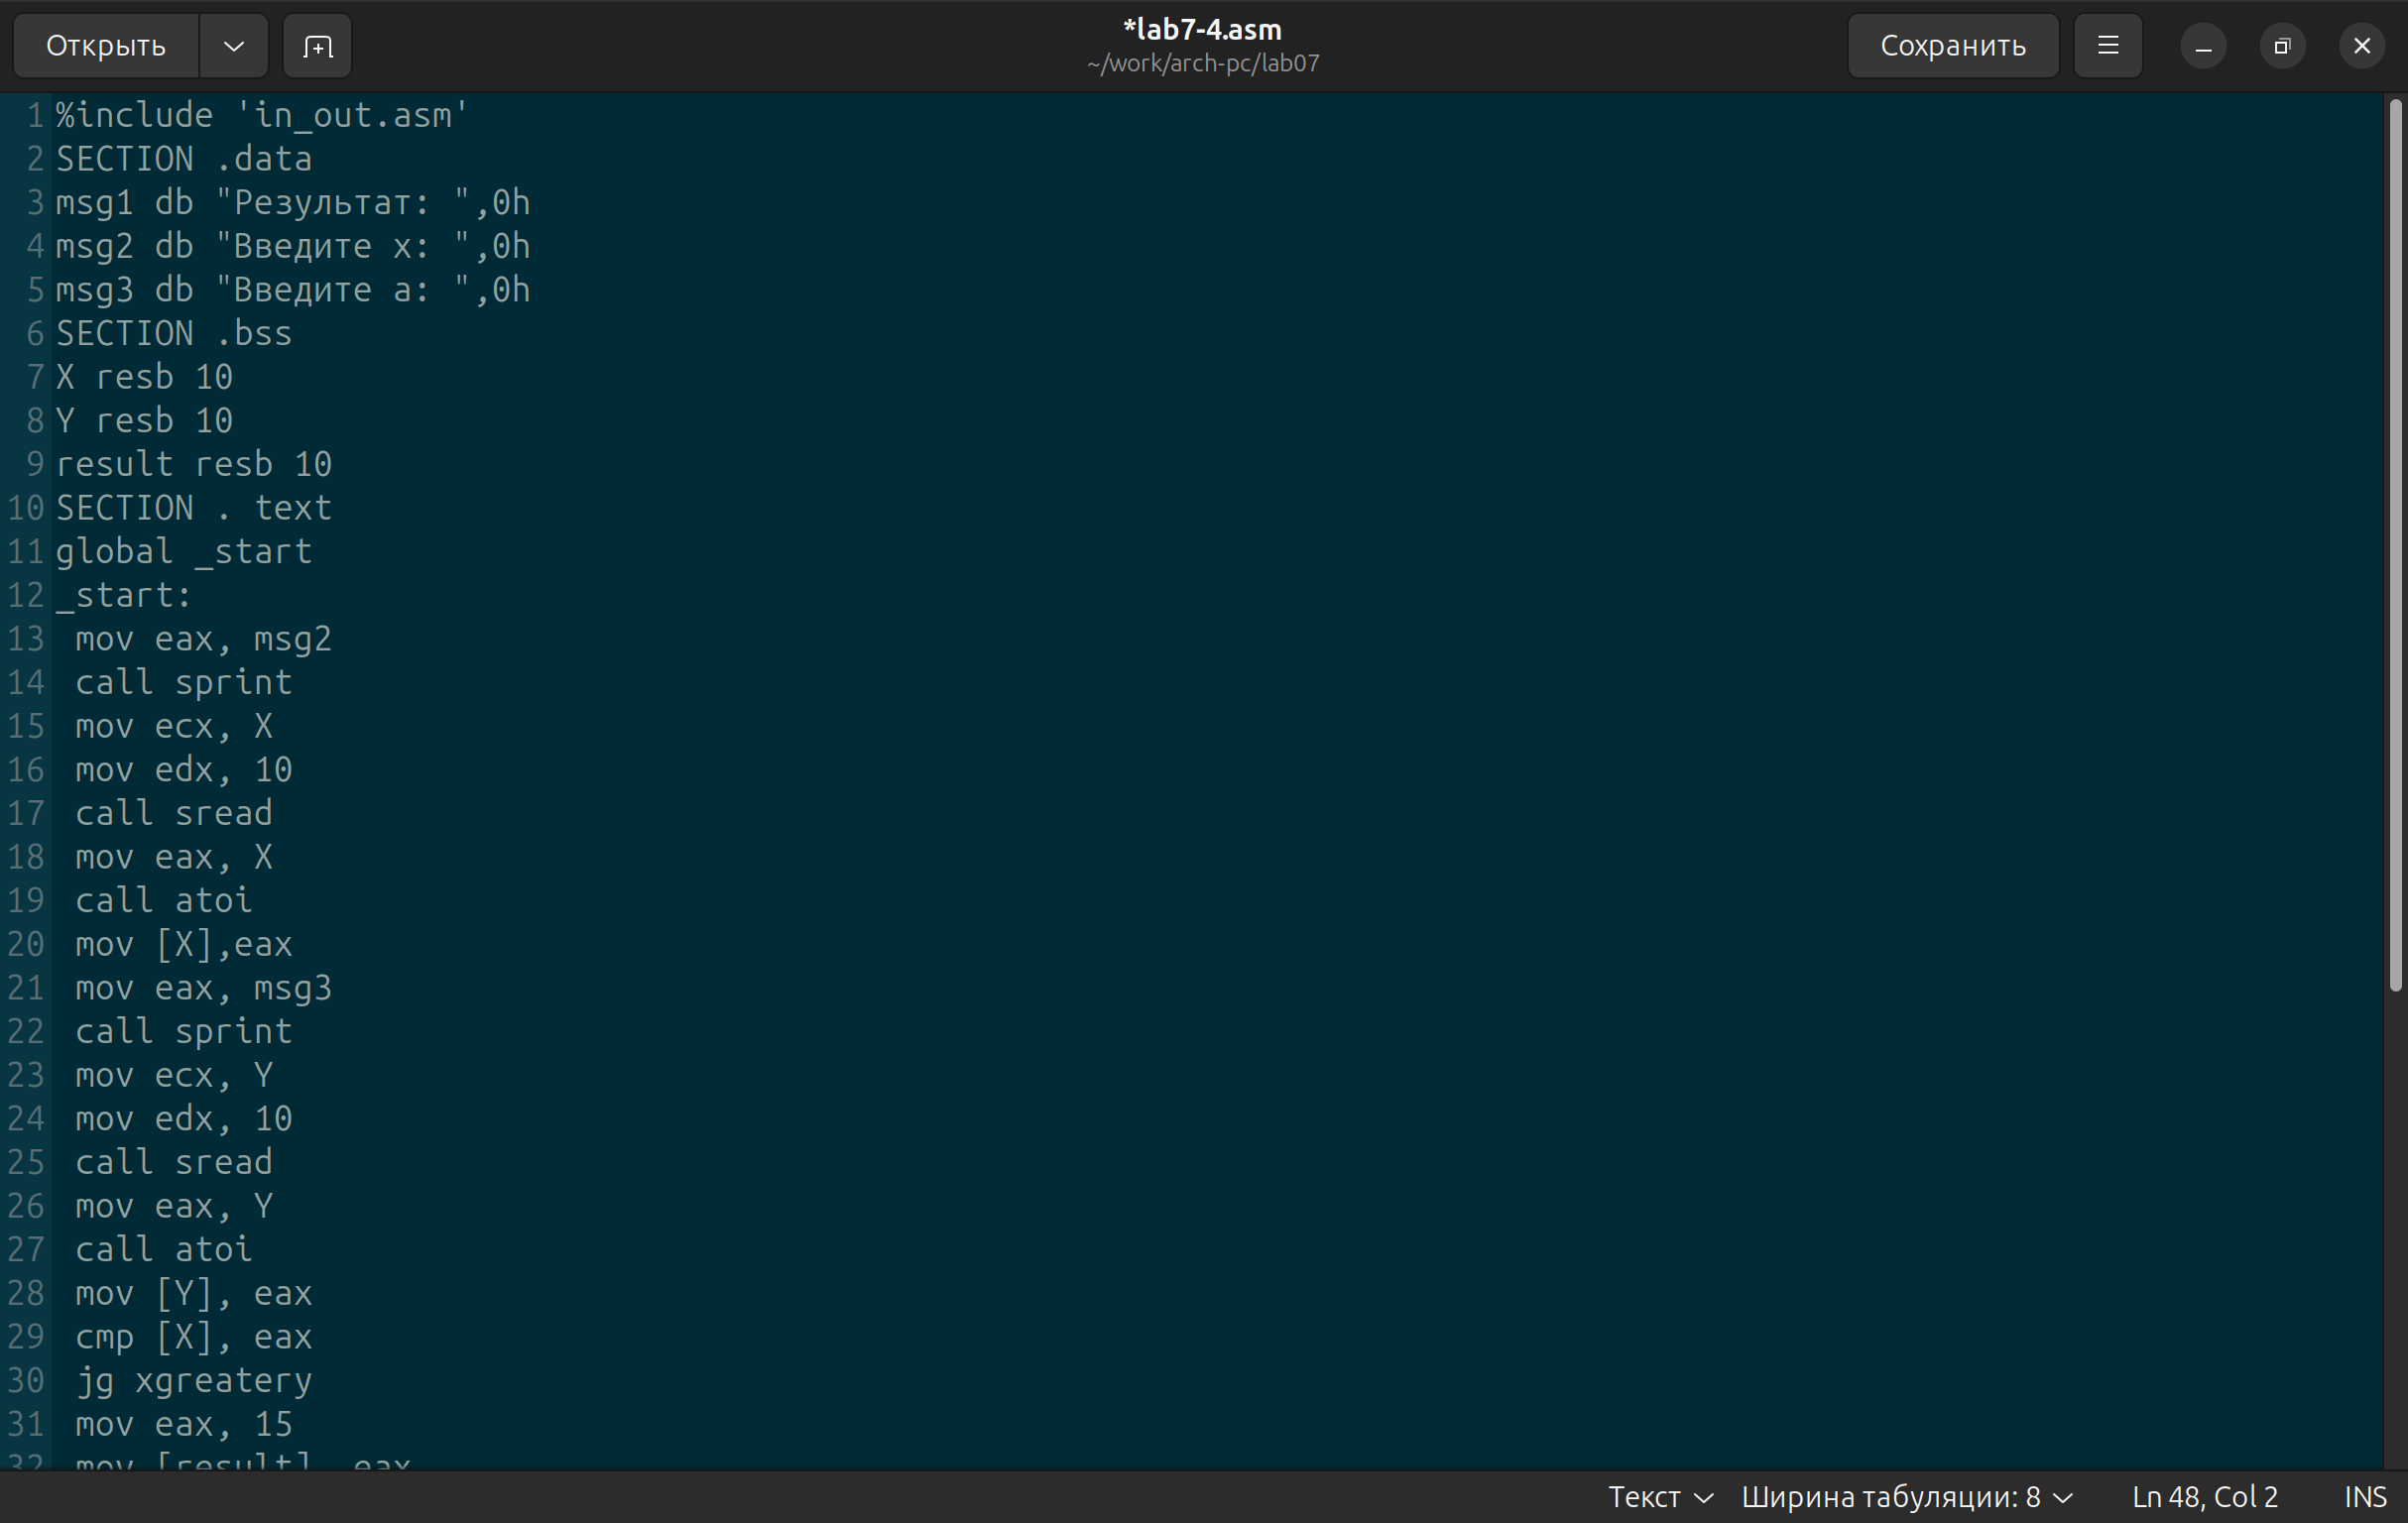 Открыть
*lab7-4.asm
~/work/arch-pc/lab07
Сохранить
1 %include 'in_out.asm'
2 SECTION .data
3 msg1 db "Результат: ",0h
4 msg2 db "Введите x: ",0h
5 msg3 db "Введите a: ",0h
6 SECTION .bss
7 X resb 10
8 Y resb 10
9 result resb 10
10 SECTION . text
11 global _start
12 _start:
13 mov eax, msg2
14 call sprint
15 mov ecx, X
16 mov edx, 10
17 call sread
18 mov eax, X
19 call atoi
20 mov [X],eax
21 mov eax, msg3
22 call sprint
23 mov ecx, Y
24 mov edx, 10
25 call sread
26 mov eax, Y
27 call atoi
28 mov [Y], eax
29 cmp [X], eax
30 jg xgreatery
31 mov eax, 15
32 mov [result], eax
Текст Ширина табуляции: 8 Ln 48, Col 2 INS